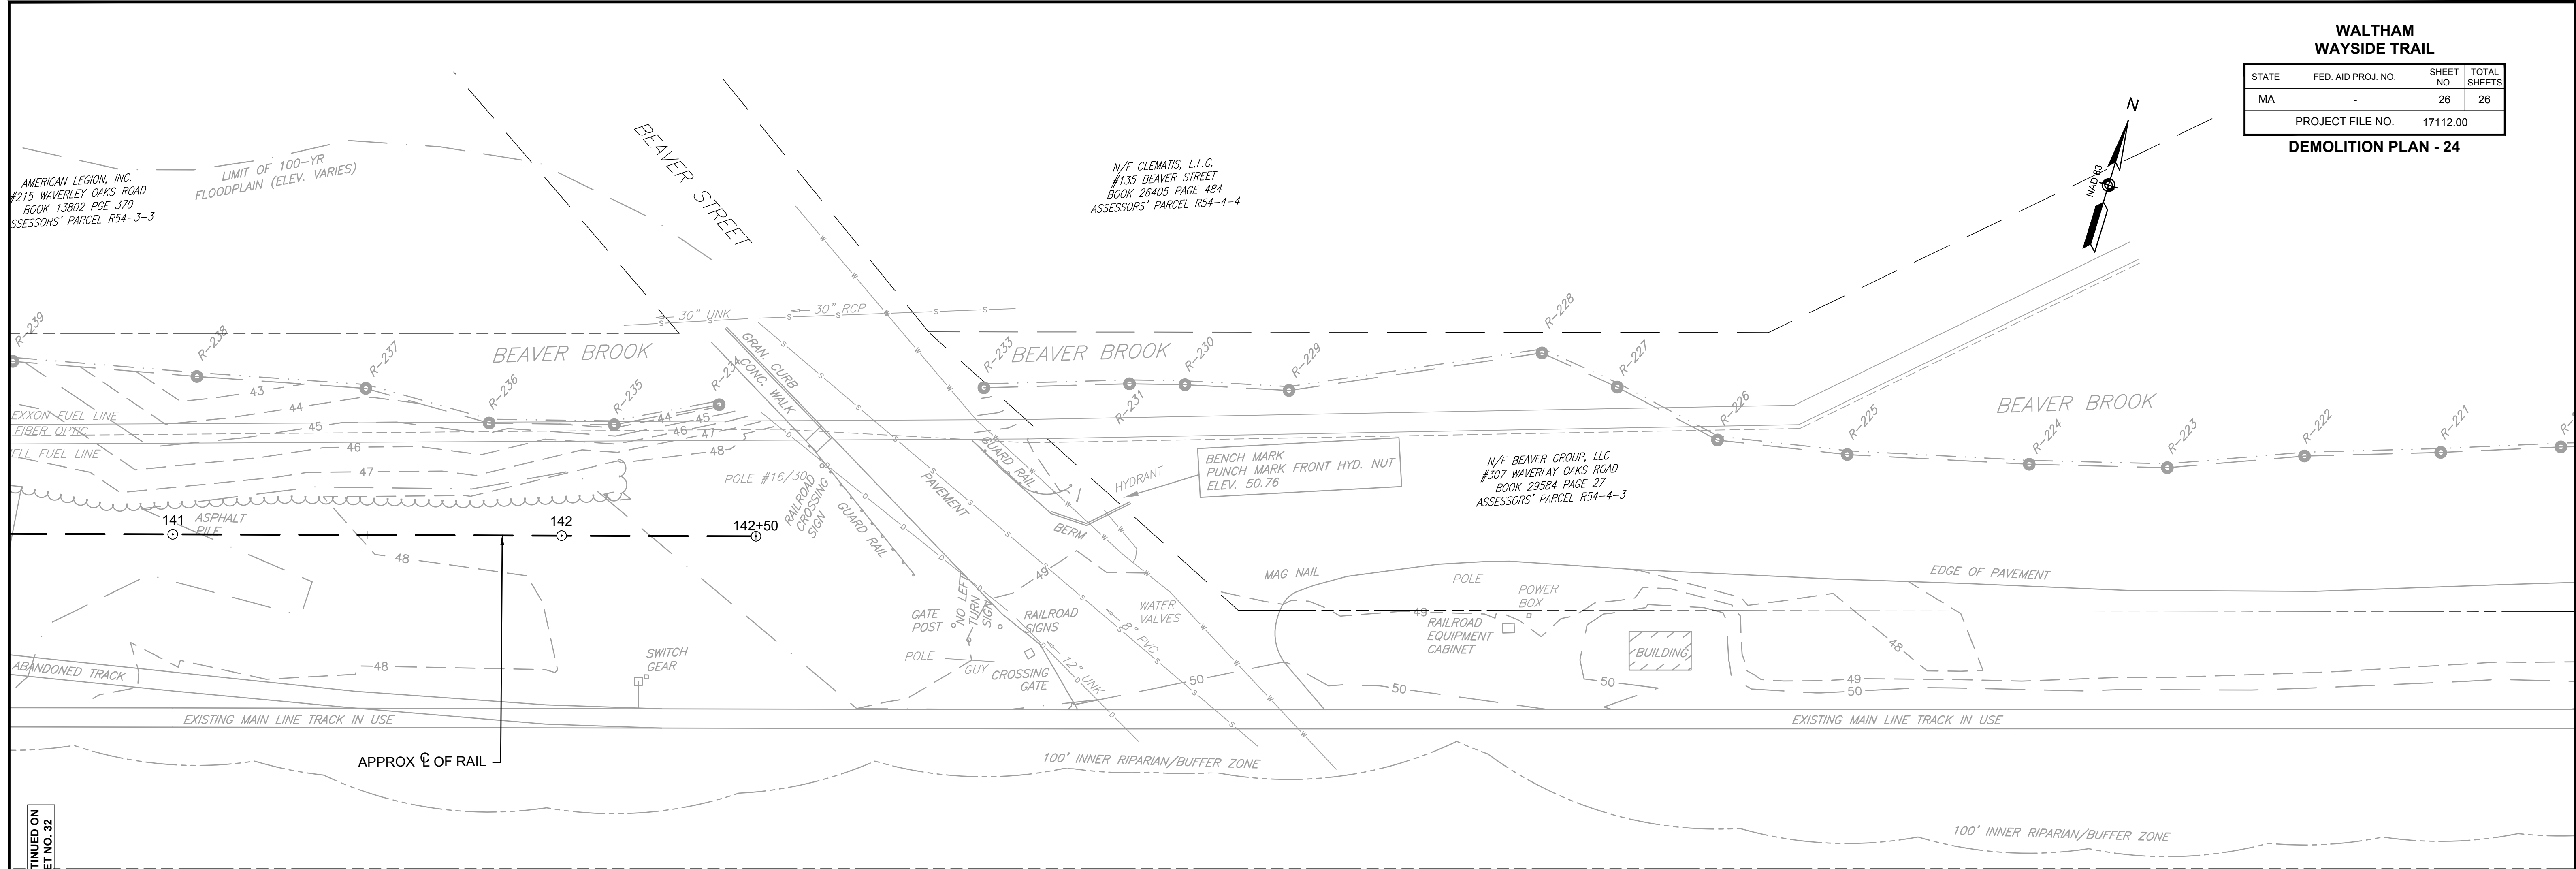 WALTHAM
WAYSIDE TRAIL
STATE FED. AID PROJ. NO. SHEET NO. TOTAL SHEETS
MA - 26 26
PROJECT FILE NO. 17112.00
DEMOLITION PLAN - 24
N
NAD 83
AMERICAN LEGION, INC.
#215 WAVERLEY OAKS ROAD
BOOK 13802 PGE 370
SSESSORS' PARCEL R54-3-3
LIMIT OF 100-YR
FLOODPLAIN (ELEV. VARIES)
BEAVER STREET
N/F CLEMATIS, L.L.C.
#135 BEAVER STREET
BOOK 26405 PAGE 484
ASSESSORS' PARCEL R54-4-4
30" UNK
30" RCP
R-239
R-238
R-237
R-236
R-235
R-234
R-233
R-231
R-230
R-229
R-228
R-227
R-226
R-225
R-224
R-223
R-222
R-221
BEAVER BROOK
BEAVER BROOK
BEAVER BROOK
GRAN. CURB
CONC. WALK
43
44
45
46
47
44
45
46
47
48
EXXON FUEL LINE
FIBER OPTIC
ELL FUEL LINE
POLE #16/30
RAILROAD
CROSSING
SIGN
GUARD RAIL
PAVEMENT
GUARD RAIL
HYDRANT
BERM
BENCH MARK
PUNCH MARK FRONT HYD. NUT
ELEV. 50.76
N/F BEAVER GROUP, LLC
#307 WAVERLAY OAKS ROAD
BOOK 29584 PAGE 27
ASSESSORS' PARCEL R54-4-3
141
ASPHALT
PILE
142
142+50
48
48
49
MAG NAIL
POLE
POWER
BOX
EDGE OF PAVEMENT
49
RAILROAD
EQUIPMENT
CABINET
BUILDING
48
49
50
50
50
50
GATE
POST
NO LEFT
TURN
SIGN
RAILROAD
SIGNS
WATER
VALVES
8" PVC
12" UNK
POLE
GUY
CROSSING
GATE
SWITCH
GEAR
ABANDONED TRACK
EXISTING MAIN LINE TRACK IN USE
EXISTING MAIN LINE TRACK IN USE
APPROX ℄ OF RAIL
100' INNER RIPARIAN/BUFFER ZONE
100' INNER RIPARIAN/BUFFER ZONE
TINUED ON
ET NO. 32